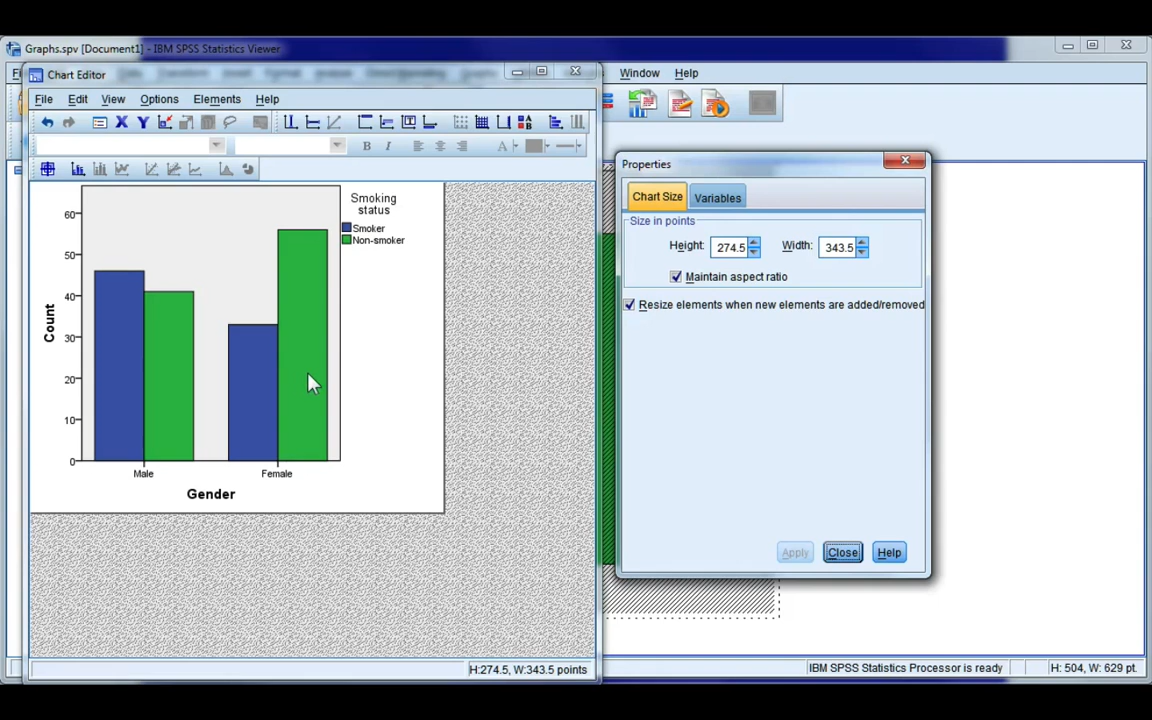 Graphs.spv [Document1] - IBM SPSS Statistics Viewer
Chart Editor
Window Help
File Edit View Options Elements Help
B I A
Smoking
status
Smoker
Non-smoker
60
50
40
30
20
10
0
Count
Male Female
Gender
H:274.5, W:343.5 points
Properties
Chart Size Variables
Size in points
Height: 274.5 Width: 343.5
Maintain aspect ratio
Resize elements when new elements are added/removed
Apply Close Help
IBM SPSS Statistics Processor is ready H: 504, W: 629 pt.